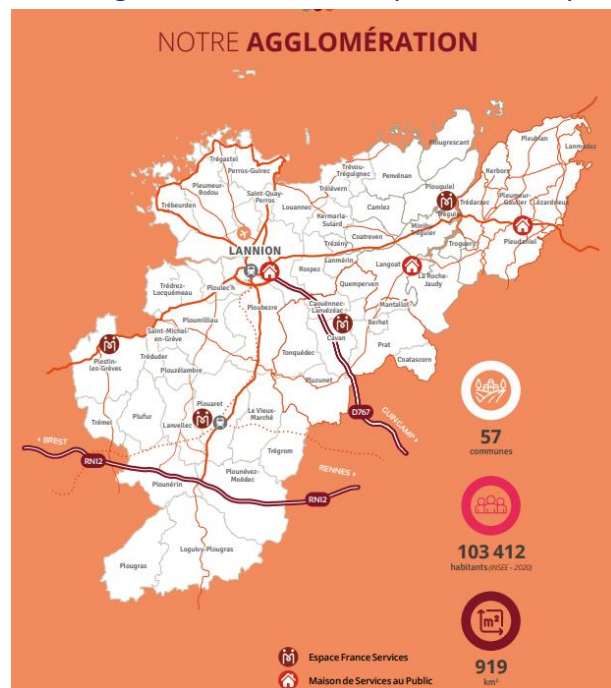 NOTRE AGGLOMÉRATION
Plougrescant
Pleubian
Lanmodez
Trégastel
Perros-Guirec
Trévou-
Tréguignec
Penvénan
Kerbors
Pleumeur-
Bodou
Saint-Quay-
Perros
Trélévern
Plouguiel
Pleumeur-
Gautier
Lézardrieux
Trébeurden
Louannec
Camlez
Tréguier
Trédarzec
Kermaria-
Sulard
Coatreven
Minihy-
Tréguier
Troguéry
Pleudaniel
LANNION
Trézény
Lanmérin
Langoat
Rospez
La Roche-
Jaudy
Trédrez-
Locquémeau
Ploulec'h
Quemperven
Mantallot
Ploubezre
Caouënnec-
Lanvézéac
Berhet
Ploumilliau
Saint-Michel-
en-Grève
Cavan
Prat
Plestin-
les-Grèves
Tréduder
Tonquédec
Coatascorn
Plouzélambre
Pluzunet
Plouaret
Le Vieux-
Marché
D767
GUINGAMP
Trémel
Plufur
Lanvellec
< BREST
Trégrom
57
communes
RN12
Plounévez-
Moëdec
RENNES
Plounérin
RN12
Loguivy-Plougras
Plougras
103 412
habitants (INSEE - 2020)
m²
919
km²
Espace France Services
Maison de Services au Public